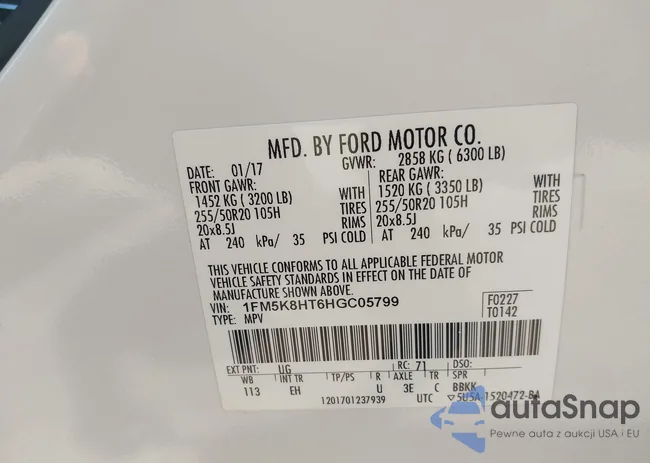 MFD. BY FORD MOTOR CO.
DATE: 01/17 GVWR: 2858 KG ( 6300 LB)
FRONT GAWR: REAR GAWR:
1452 KG ( 3200 LB) WITH 1520 KG ( 3350 LB) WITH
255/50R20 105H TIRES 255/50R20 105H TIRES
20x8.5J RIMS 20x8.5J RIMS
AT 240 kPa/ 35 PSI COLD AT 240 kPa/ 35 PSI COLD
THIS VEHICLE CONFORMS TO ALL APPLICABLE FEDERAL MOTOR
VEHICLE SAFETY STANDARDS IN EFFECT ON THE DATE OF
MANUFACTURE SHOWN ABOVE.
VIN: 1FM5K8HT6HGC05799 F0227
TYPE: MPV T0142
EXT PNT: UG RC: 71 DSO:
WB INT TR TP/PS R AXLE TR SPR
113 EH U 3E C BBKK
1201701237939 UTC ▽5U5A-1520472-BA
autaSnap
Pewne auta z aukcji USA i EU